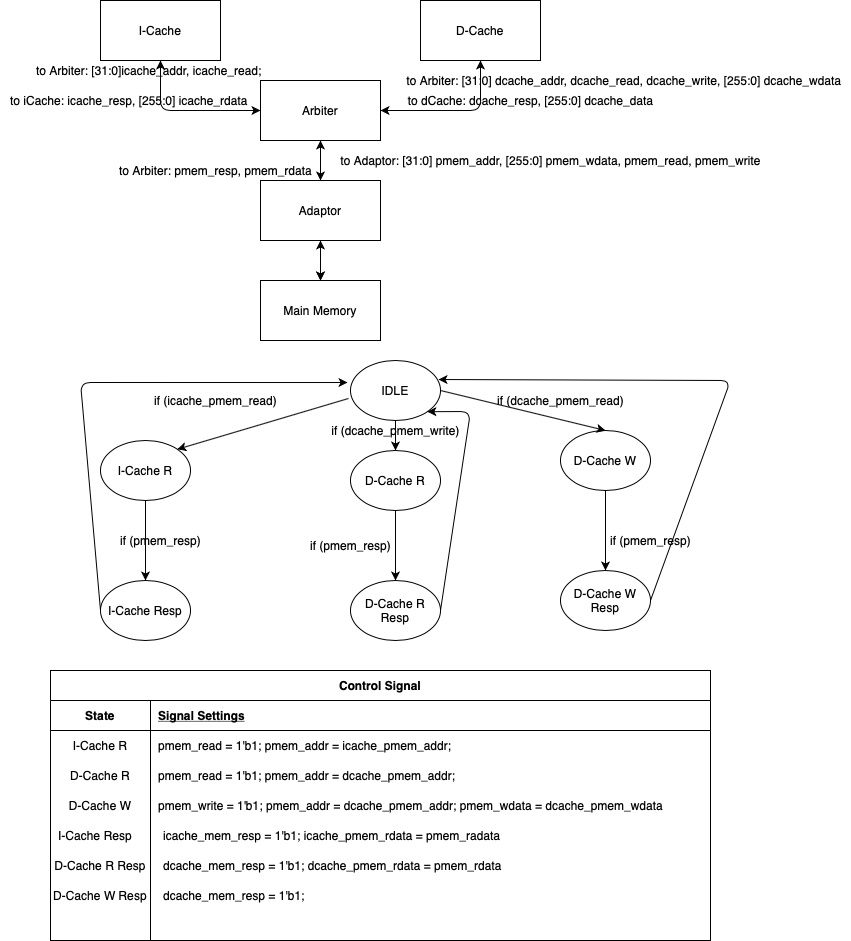 I-Cache
D-Cache
to Arbiter: [31:0]icache_addr, icache_read;
to Arbiter: [31:0] dcache_addr, dcache_read, dcache_write, [255:0] dcache_wdata
to iCache: icache_resp, [255:0] icache_rdata
Arbiter
to dCache: dcache_resp, [255:0] dcache_data
to Adaptor: [31:0] pmem_addr, [255:0] pmem_wdata, pmem_read, pmem_write
to Arbiter: pmem_resp, pmem_rdata
Adaptor
Main Memory
IDLE
if (icache_pmem_read)
if (dcache_pmem_read)
if (dcache_pmem_write)
I-Cache R
D-Cache R
D-Cache W
if (pmem_resp)
if (pmem_resp)
if (pmem_resp)
I-Cache Resp
D-Cache R
Resp
D-Cache W
Resp
Control Signal
State
Signal Settings
I-Cache R
pmem_read = 1'b1; pmem_addr = icache_pmem_addr;
D-Cache R
pmem_read = 1'b1; pmem_addr = dcache_pmem_addr;
D-Cache W
pmem_write = 1'b1; pmem_addr = dcache_pmem_addr; pmem_wdata = dcache_pmem_wdata
I-Cache Resp
icache_mem_resp = 1'b1; icache_pmem_rdata = pmem_radata
D-Cache R Resp
dcache_mem_resp = 1'b1; dcache_pmem_rdata = pmem_rdata
D-Cache W Resp
dcache_mem_resp = 1'b1;